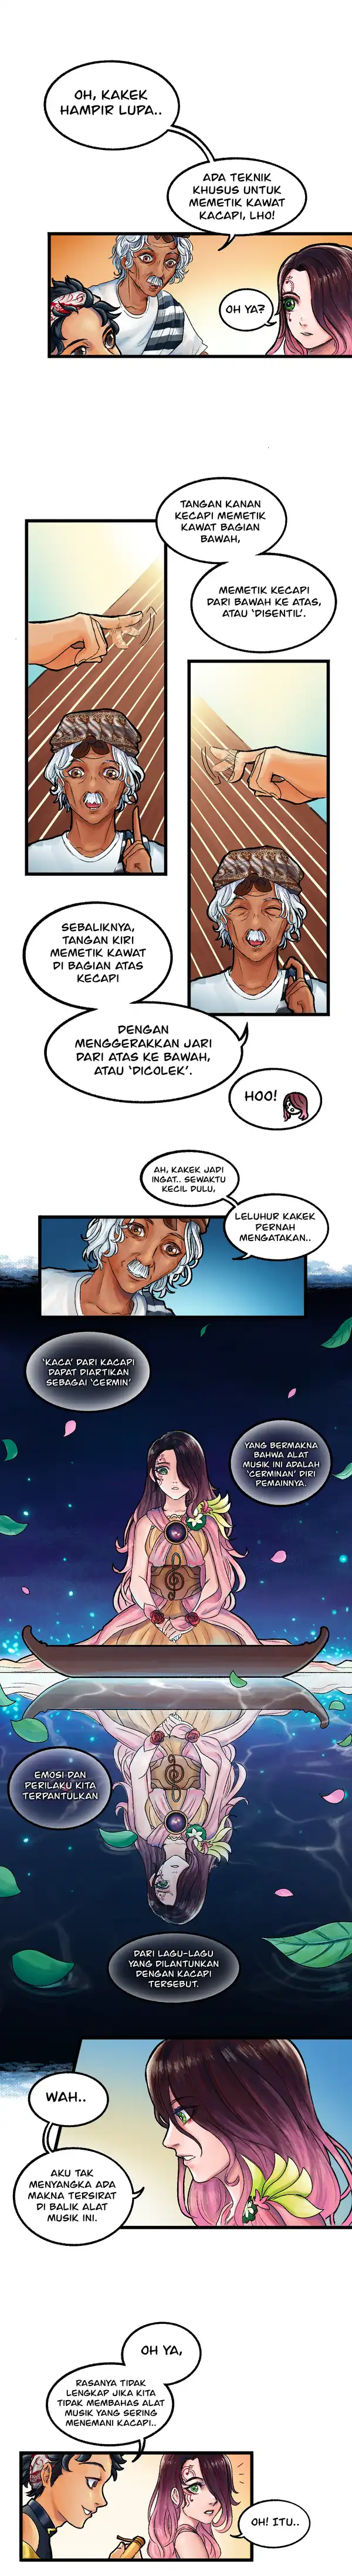 OH, KAKEK
HAMPIR LUPA..
ADA TEKNIK
KHUSUS UNTUK
MEMETIK KAWAT
KACAPI, LHO!
OH YA?
TANGAN KANAN
KECAPI MEMETIK
KAWAT BAGIAN
BAWAH,
MEMETIK KECAPI
DARI BAWAH KE ATAS,
ATAU ‘DISENTIL’.
SEBALIKNYA,
TANGAN KIRI
MEMETIK KAWAT
DI BAGIAN ATAS
KECAPI
DENGAN
MENGGERAKKAN JARI
DARI ATAS KE BAWAH,
ATAU ‘DICOLEK’.
HOO!
AH, KAKEK JADI
INGAT.. SEWAKTU
KECIL DULU,
LELUHUR KAKEK
PERNAH
MENGATAKAN..
‘KACA’ DARI KACAPI
DAPAT DIARTIKAN
SEBAGAI ‘CERMIN’
YANG BERMAKNA
BAHWA ALAT
MUSIK INI ADALAH
‘CERMINAN’ DIRI
PEMAINNYA.
EMOSI DAN
PERILAKU KITA
TERPANTULKAN
DARI LAGU-LAGU
YANG DILANTUNKAN
DENGAN KACAPI
TERSEBUT.
WAH..
AKU TAK
MENYANGKA ADA
MAKNA TERSIRAT
DI BALIK ALAT
MUSIK INI.
OH YA,
RASANYA TIDAK
LENGKAP JIKA KITA
TIDAK MEMBAHAS ALAT
MUSIK YANG SERING
MENEMANI KACAPI..
OH! ITU..